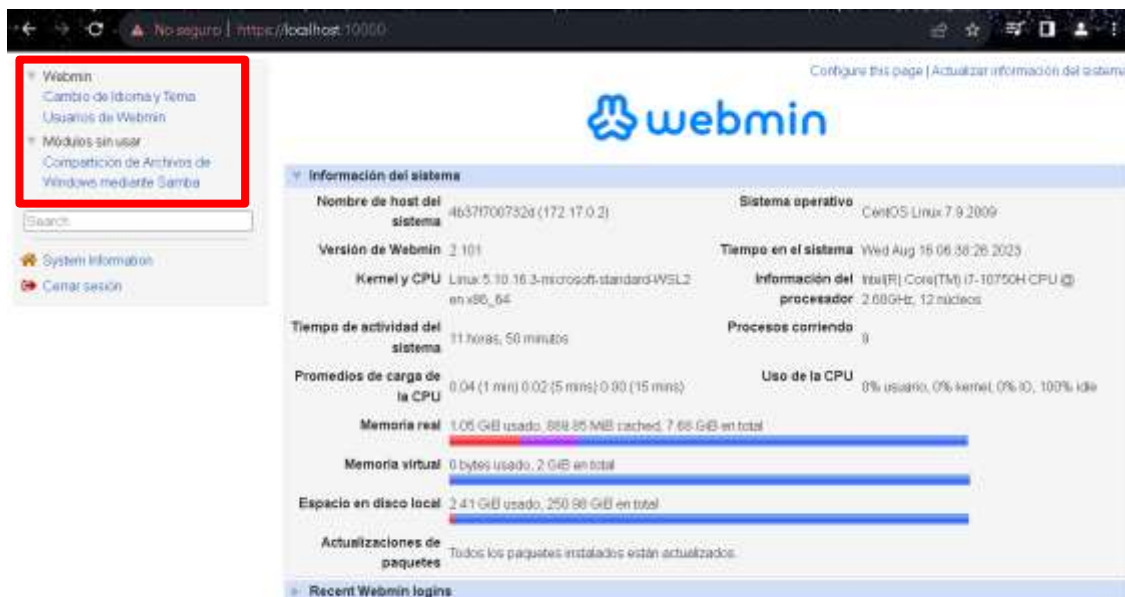 No seguro | https://localhost:10000
Webmin
Cambio de Idioma y Tema
Usuarios de Webmin
Módulos sin usar
Compartición de Archivos de
Windows mediante Samba
Search
System Information
Cerrar sesión
Configure this page | Actualizar información del sistema
webmin
Información del sistema
Nombre de host del sistema 4b37f700732d (172.17.0.2)
Sistema operativo CentOS Linux 7.9.2009
Versión de Webmin 2.101
Tiempo en el sistema Wed Aug 16 06:38:26 2023
Kernel y CPU Linux 5.10.16.3-microsoft-standard-WSL2 en x86_64
Información del procesador Intel(R) Core(TM) i7-10750H CPU @ 2.60GHz, 12 núcleos
Tiempo de actividad del sistema 11 horas, 50 minutos
Procesos corriendo 9
Promedios de carga de la CPU 0.04 (1 min) 0.02 (5 mins) 0.00 (15 mins)
Uso de la CPU 0% usuario, 0% kernel, 0% IO, 100% idle
Memoria real 1.05 GiB usado, 888.85 MiB cached, 7.68 GiB en total
Memoria virtual 0 bytes usado, 2 GiB en total
Espacio en disco local 2.41 GiB usado, 250.98 GiB en total
Actualizaciones de paquetes Todos los paquetes instalados están actualizados.
Recent Webmin logins